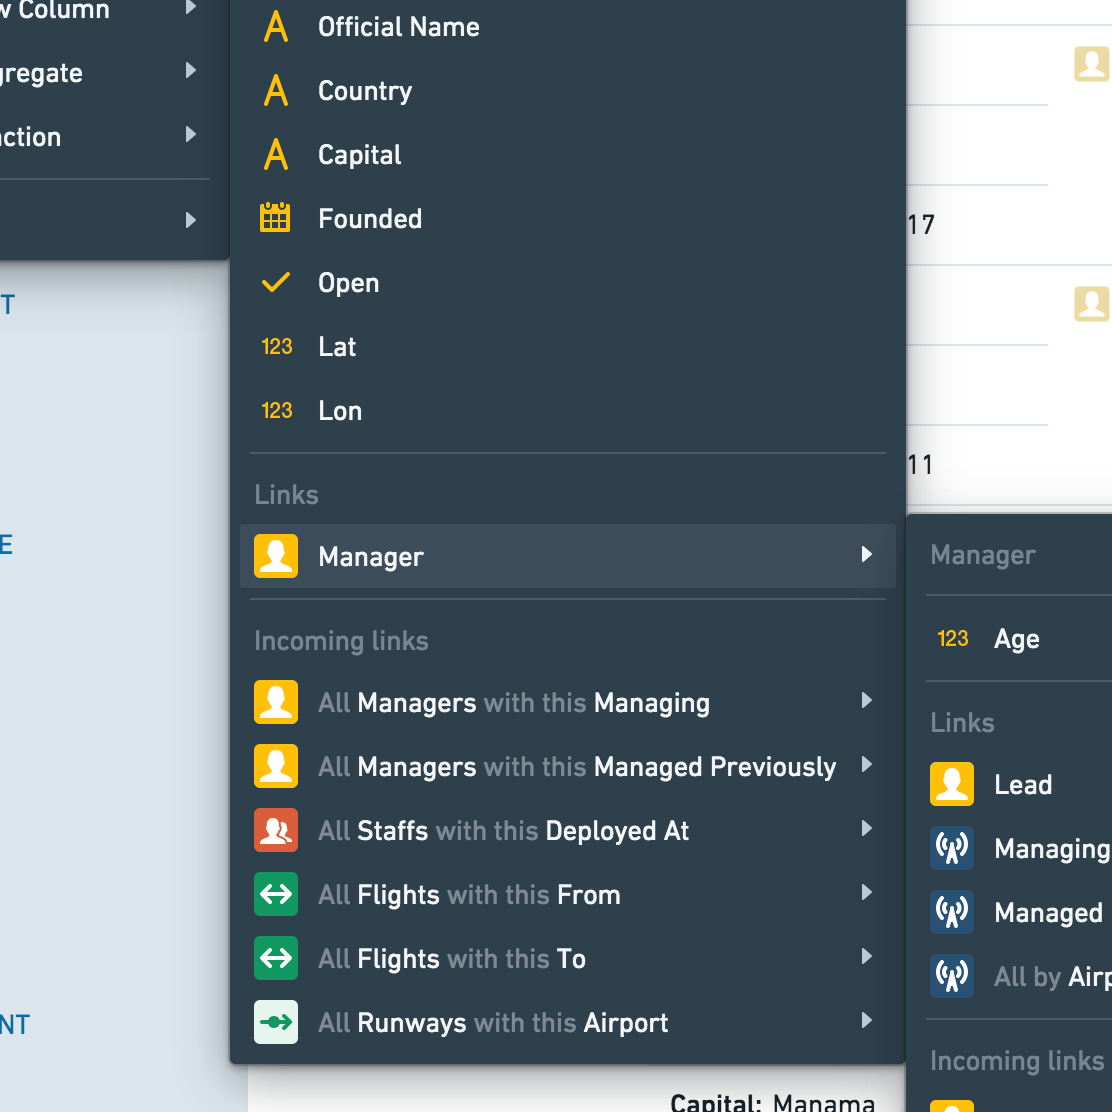 w Column
gregate
ction
T
E
NT
Official Name
Country
Capital
Founded
Open
123 Lat
123 Lon
Links
Manager
Incoming links
All Managers with this Managing
All Managers with this Managed Previously
All Staffs with this Deployed At
All Flights with this From
All Flights with this To
All Runways with this Airport
17
11
Manager
123 Age
Links
Lead
Managing
Managed
All by Airp
Incoming links
Capital: Manama